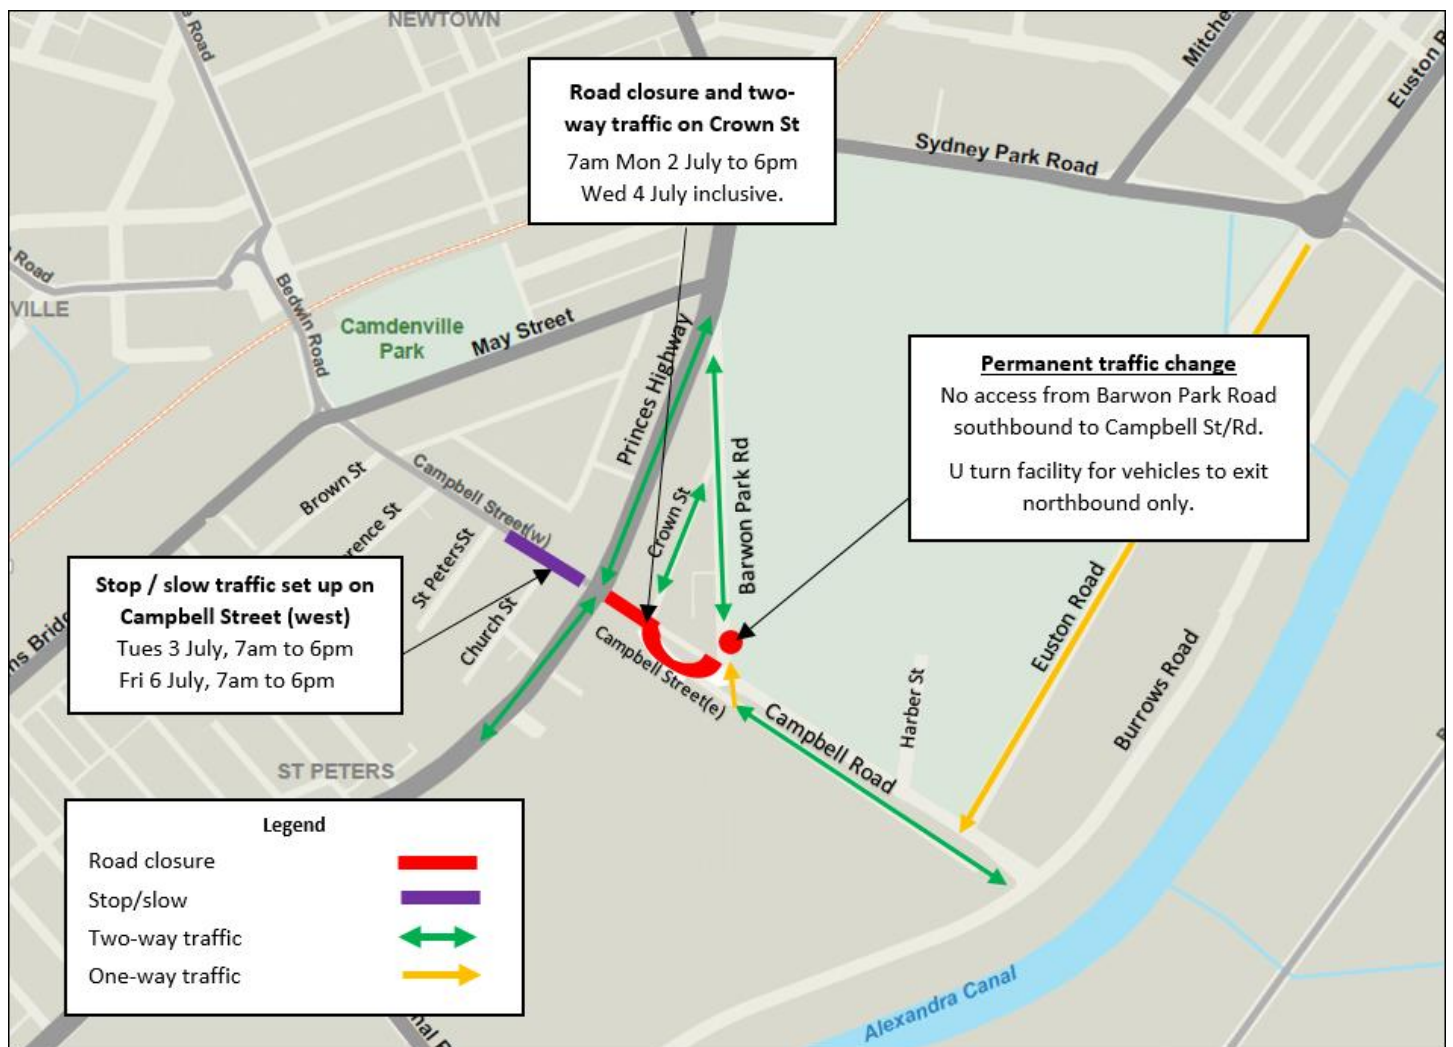 NEWTOWN
Road
Mitche
Euston R
Road closure and two-
way traffic on Crown St
7am Mon 2 July to 6pm
Wed 4 July inclusive.
Sydney Park Road
Road
VILLE
Bedwin Road
Camdenville
Park
May Street
Princes Highway
Permanent traffic change
No access from Barwon Park Road
southbound to Campbell St/Rd.
U turn facility for vehicles to exit
northbound only.
Brown St
Campbell Street(w)
rence St
St PetersSt
Church St
Crown St
Barwon Park Rd
Stop / slow traffic set up on
Campbell Street (west)
Tues 3 July, 7am to 6pm
Fri 6 July, 7am to 6pm
ns Bridg
Campbell Street(e)
Campbell Road
Harber St
Euston Road
Burrows Road
ST PETERS
Legend
Road closure
Stop/slow
Two-way traffic
One-way traffic
Alexandra Canal